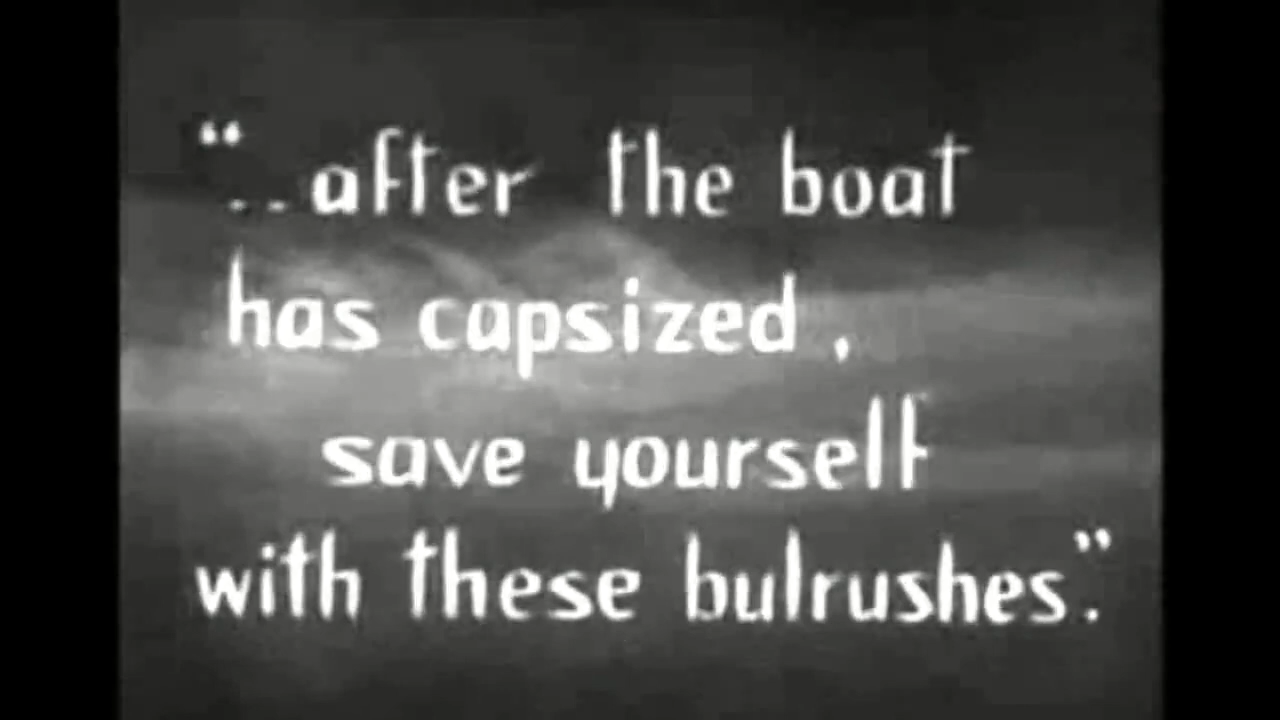 “..after the boat
has capsized,
save yourself
with these bulrushes.”